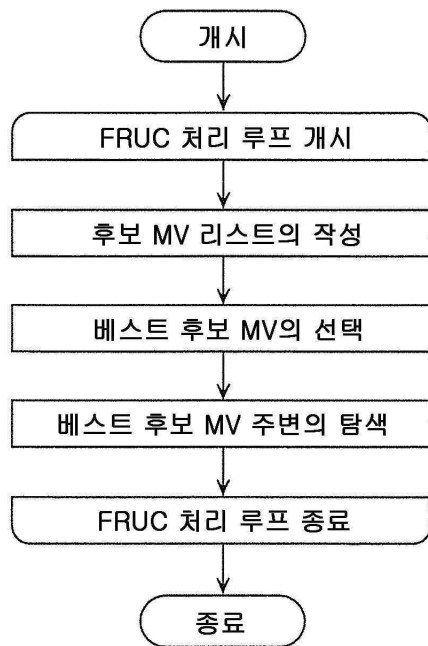 개시
FRUC 처리 루프 개시
후보 MV 리스트의 작성
베스트 후보 MV의 선택
베스트 후보 MV 주변의 탐색
FRUC 처리 루프 종료
종료